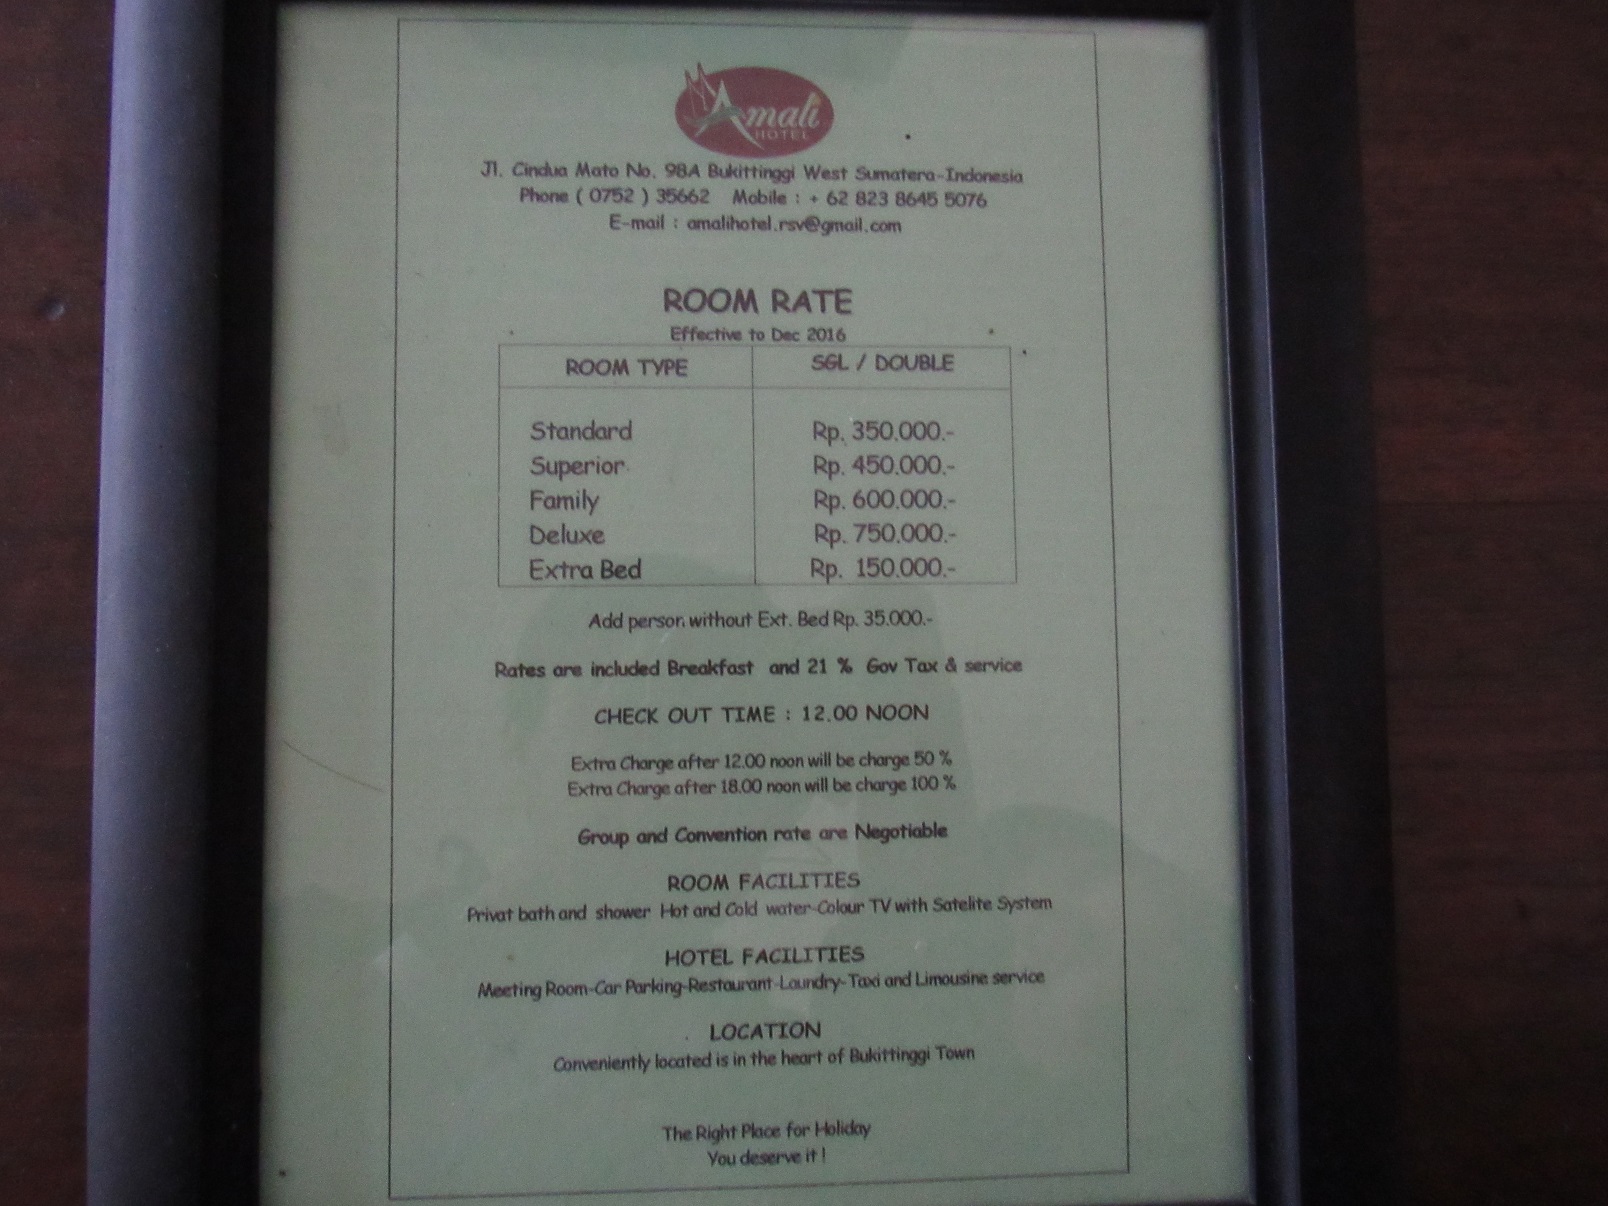 Amali
HOTEL
Jl. Cindua Mato No. 98A Bukittinggi West Sumatera-Indonesia
Phone ( 0752 ) 35662 Mobile : + 62 823 8645 5076
E-mail : amalihotel.rsv@gmail.com
ROOM RATE
Effective to Dec 2016
ROOM TYPE SGL / DOUBLE
Standard Rp. 350.000.-
Superior Rp. 450.000.-
Family Rp. 600.000.-
Deluxe Rp. 750.000.-
Extra Bed Rp. 150.000.-
Add person without Ext. Bed Rp. 35.000.-
Rates are included Breakfast and 21 % Gov Tax & service
CHECK OUT TIME : 12.00 NOON
Extra Charge after 12.00 noon will be charge 50 %
Extra Charge after 18.00 noon will be charge 100 %
Group and Convention rate are Negotiable
ROOM FACILITIES
Privat bath and shower Hot and Cold water-Colour TV with Satelite System
HOTEL FACILITIES
Meeting Room-Car Parking-Restaurant-Laundry-Taxi and Limousine service
LOCATION
Conveniently located is in the heart of Bukittinggi Town
The Right Place for Holiday
You deserve it !